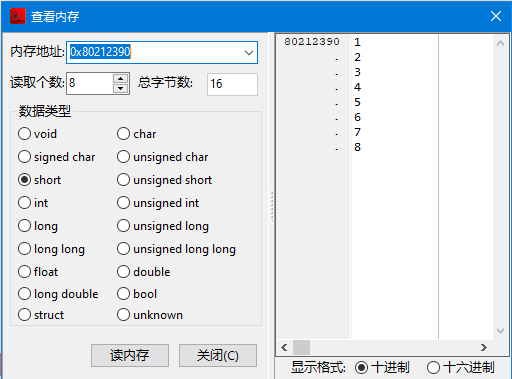 查看内存
内存地址: 0x80212390
读取个数: 8 总字节数: 16
数据类型
void char
signed char unsigned char
short unsigned short
int unsigned int
long unsigned long
long long unsigned long long
float double
long double bool
struct unknown
读内存 关闭(C)
80212390 1
. 2
. 3
. 4
. 5
. 6
. 7
. 8
显示格式: 十进制 十六进制